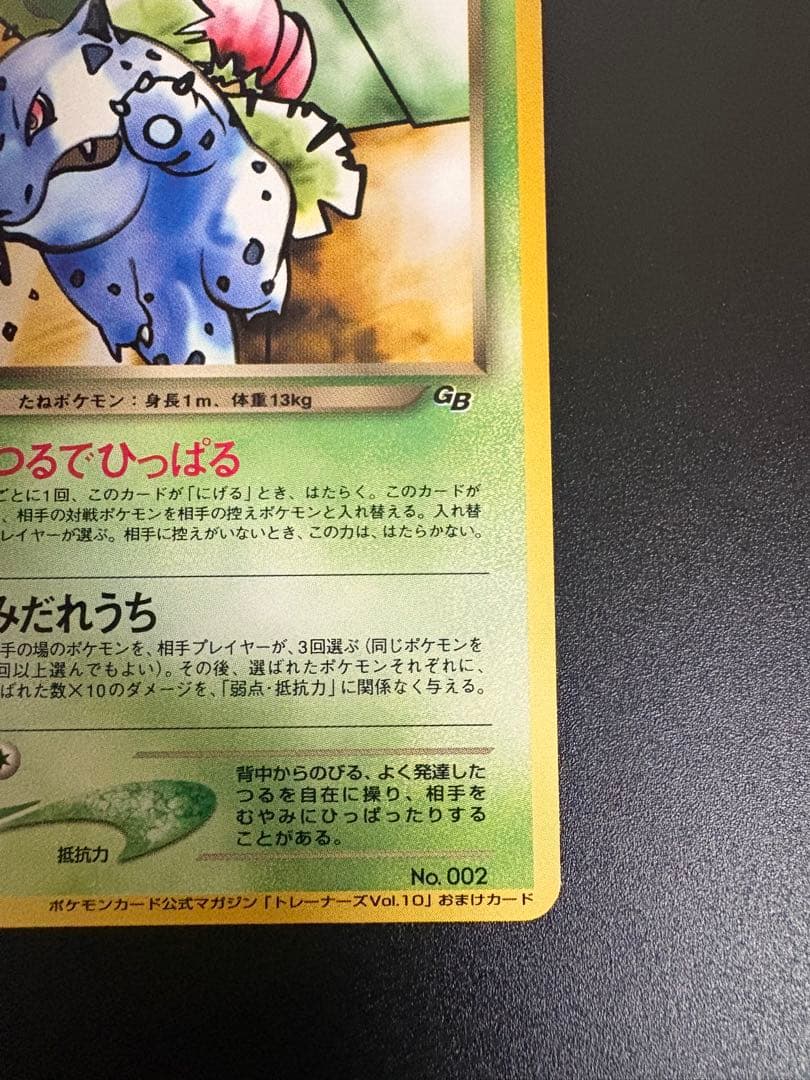 たねポケモン：身長1m、体重13kg
GB
つるでひっぱる
ごとに1回、このカードが「にげる」とき、はたらく。このカードが
、相手の対戦ポケモンを相手の控えポケモンと入れ替える。入れ替
レイヤーが選ぶ。相手に控えがいないとき、この力は、はたらかない。
みだれうち
手の場のポケモンを、相手プレイヤーが、3回選ぶ（同じポケモンを
回以上選んでもよい）。その後、選ばれたポケモンそれぞれに、
ばれた数×10のダメージを、「弱点・抵抗力」に関係なく与える。
背中からのびる、よく発達した
つるを自在に操り、相手を
むやみにひっぱったりする
ことがある。
抵抗力
No. 002
ポケモンカード公式マガジン「トレーナーズVol.10」おまけカード